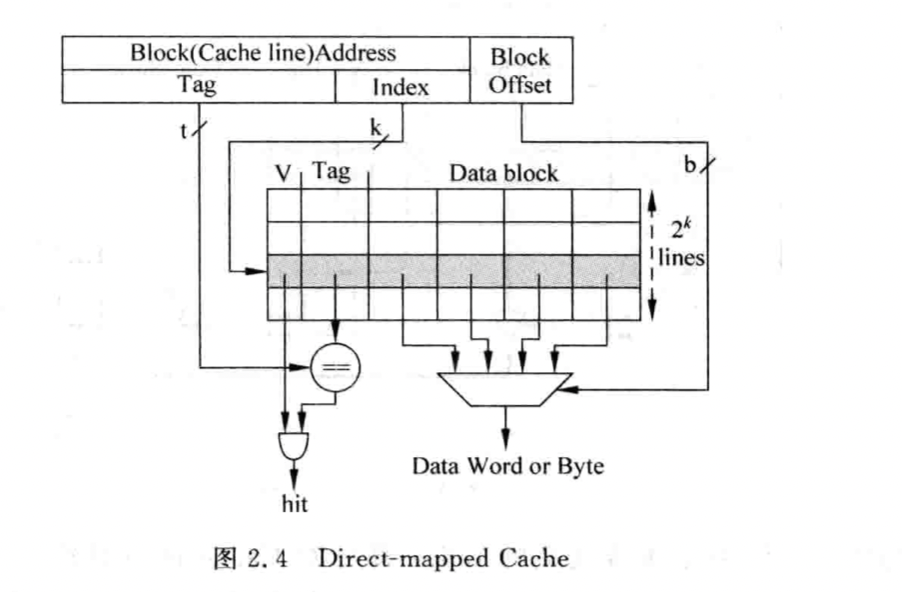 Block(Cache line)Address
Block Offset
Tag
Index
t
k
b
V
Tag
Data block
2^k
lines
==
Data Word or Byte
hit
图 2.4 Direct-mapped Cache